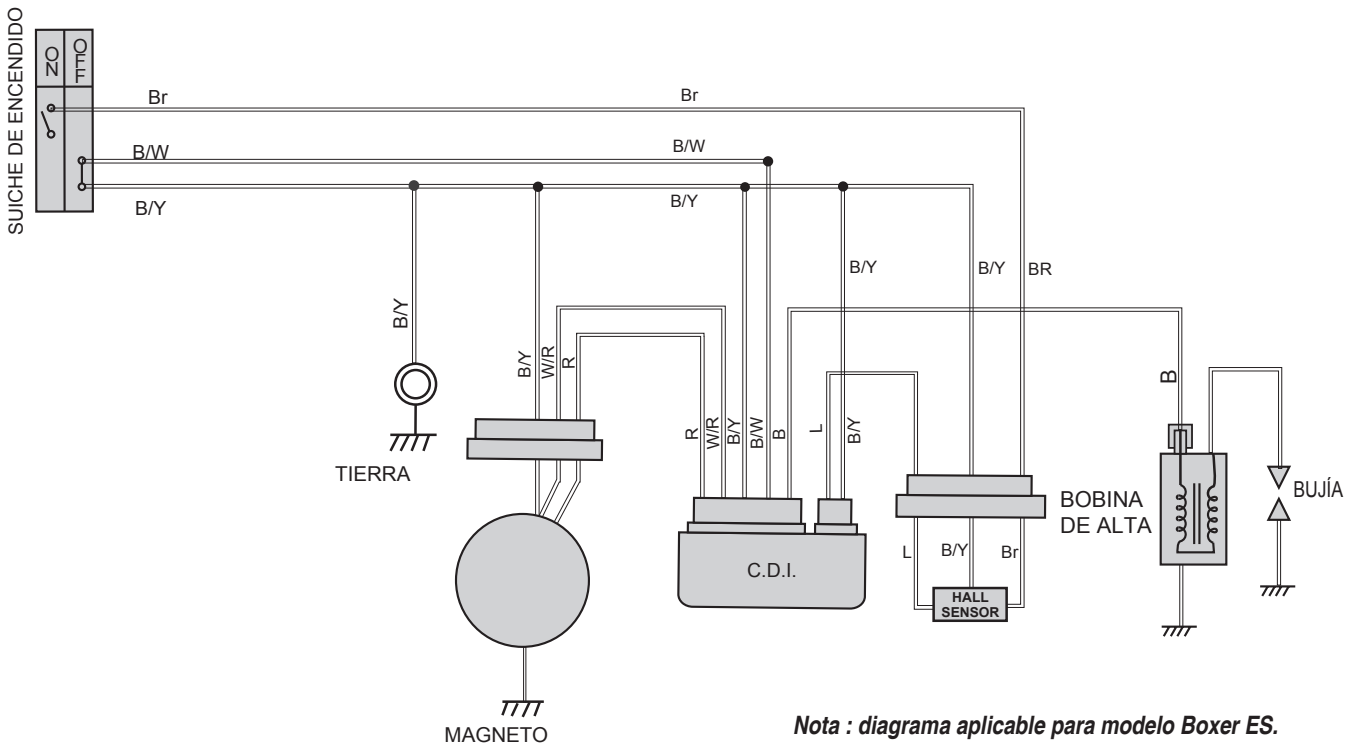 SUICHE DE ENCENDIDO
ON
OFF
Br
Br
B/W
B/W
B/Y
B/Y
B/Y
B/Y
BR
B/Y
B/Y
W/R
R
R
W/R
B/Y
B/W
B
L
B/Y
B
TIERRA
BOBINA
DE ALTA
BUJÍA
L
B/Y
Br
C.D.I.
HALL
SENSOR
MAGNETO
Nota : diagrama aplicable para modelo Boxer ES.